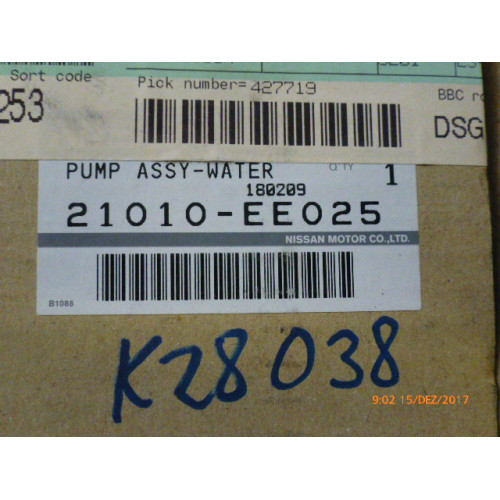 Sort code
253
Pick number=427719
BBC
DSG
PUMP ASSY-WATER
QTY
1
180209
21010-EE025
NISSAN MOTOR CO.,LTD.
B1088
K28038
9:02 15/DEZ/2017